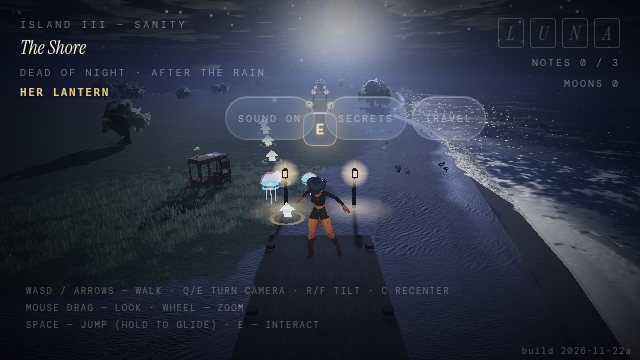 ISLAND III — SANITY
The Shore
DEAD OF NIGHT · AFTER THE RAIN
HER LANTERN
L U N A
NOTES 0 / 3
MOONS 0
SOUND ON
SECRETS
TRAVEL
E
WASD / ARROWS — WALK · Q/E TURN CAMERA · R/F TILT · C RECENTER
MOUSE DRAG — LOOK · WHEEL — ZOOM
SPACE — JUMP (HOLD TO GLIDE) · E — INTERACT
build 2026-11-22a